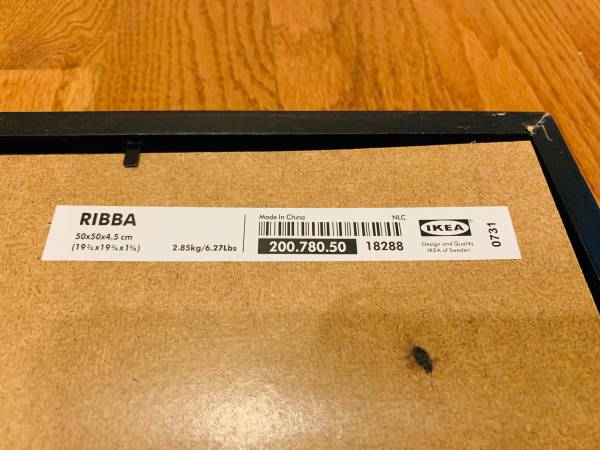 RIBBA
50x50x4.5 cm
(19¾x19¾x1¾) 2.85kg/6.27Lbs
Made In China NLC
200.780.50 18288
IKEA
Design and Quality
IKEA of Sweden
0731